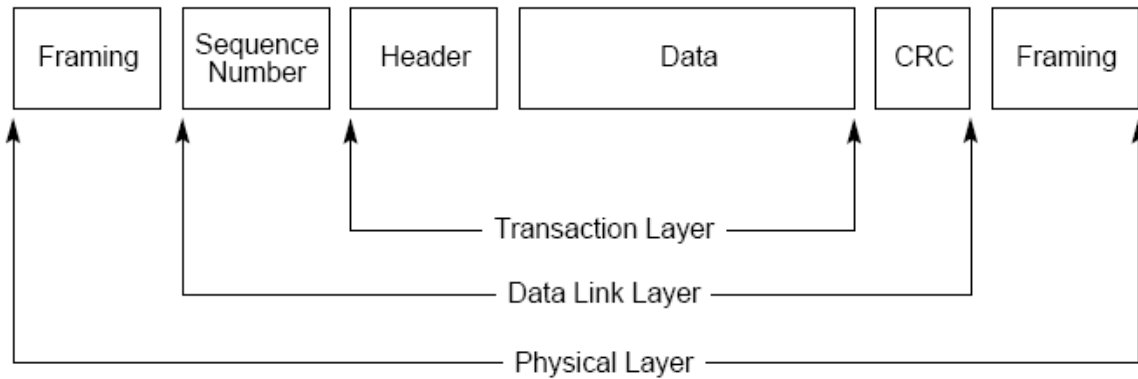 Framing
Sequence
Number
Header
Data
CRC
Framing
Transaction Layer
Data Link Layer
Physical Layer